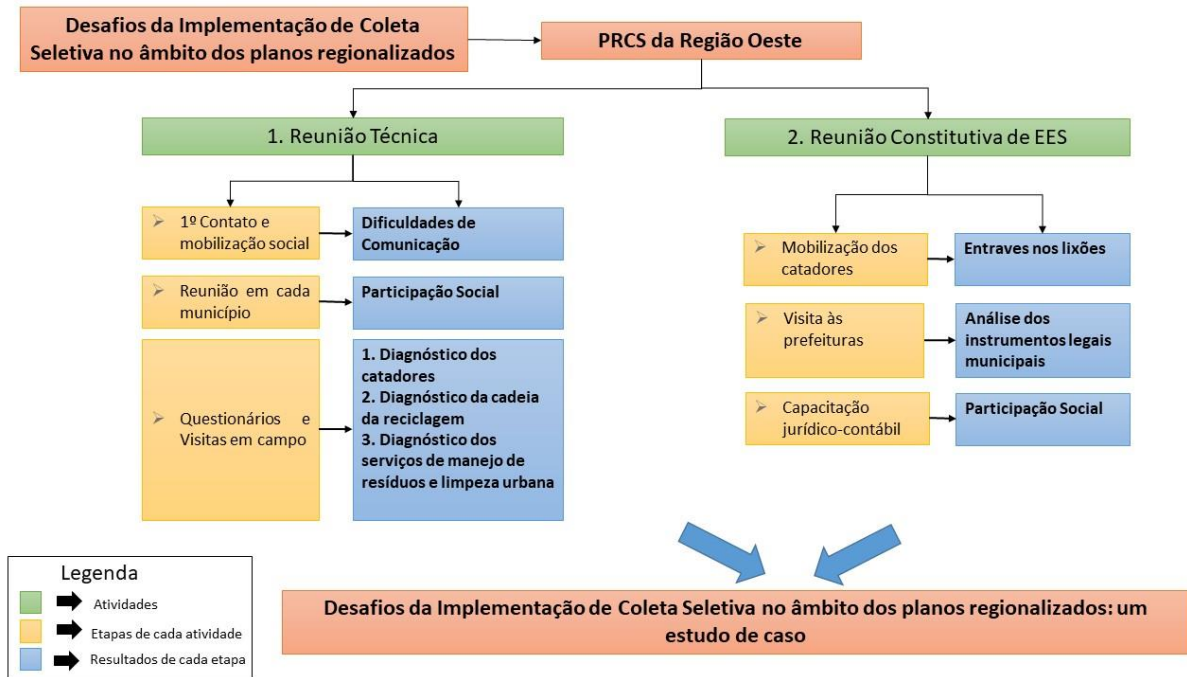 Desafios da Implementação de Coleta
Seletiva no âmbito dos planos regionalizados
PRCS da Região Oeste
1. Reunião Técnica
2. Reunião Constitutiva de EES
➢ 1º Contato e
mobilização social
Dificuldades de
Comunicação
➢ Reunião em cada
município
Participação Social
➢ Questionários e
Visitas em campo
1. Diagnóstico dos
catadores
2. Diagnóstico da cadeia
da reciclagem
3. Diagnóstico dos
serviços de manejo de
resíduos e limpeza urbana
➢ Mobilização dos
catadores
Entraves nos lixões
➢ Visita às
prefeituras
Análise dos
instrumentos legais
municipais
➢ Capacitação
jurídico-contábil
Participação Social
Legenda
Atividades
Etapas de cada atividade
Resultados de cada etapa
Desafios da Implementação de Coleta Seletiva no âmbito dos planos regionalizados: um
estudo de caso